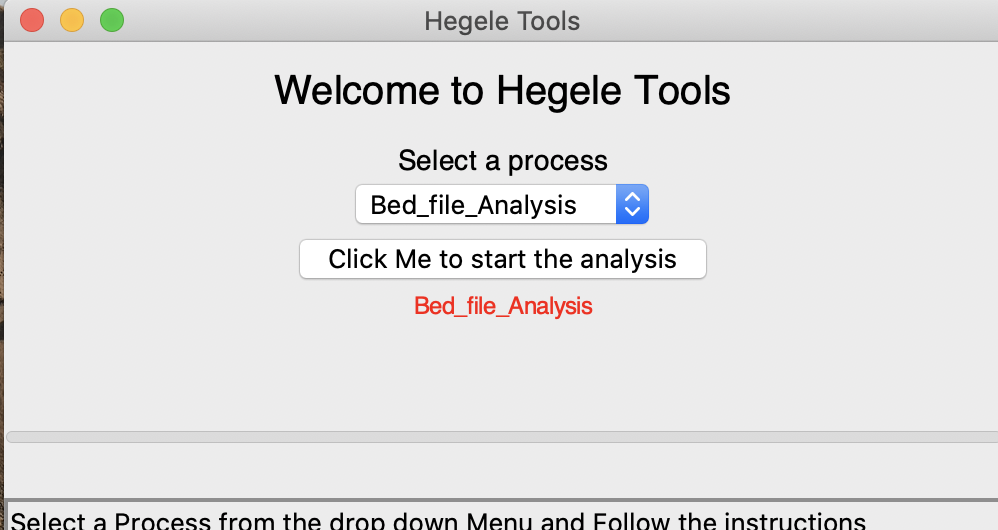 Hegele Tools
Welcome to Hegele Tools
Select a process
Bed_file_Analysis
Click Me to start the analysis
Bed_file_Analysis
Select a Process from the drop down Menu and Follow the instructions